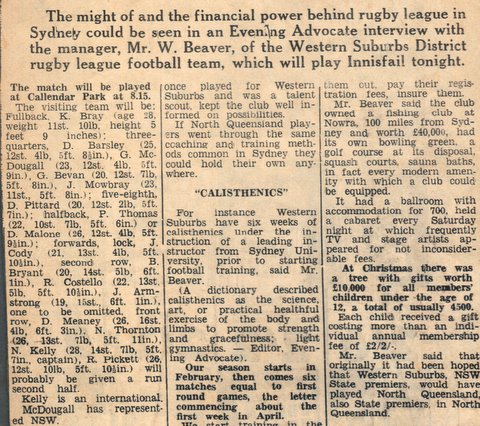 The might of and the financial power behind rugby league in
Sydney could be seen in an Evening Advocate interview with
the manager, Mr. W. Beaver, of the Western Suburbs District
rugby league football team, which will play Innisfail tonight.
The match will be played
at Callendar Park at 8.15.
The visiting team will be:
Fullback, K. Bray (age 28,
weight 11st. 10lb, height 5
feet 9 inches); three-
quarters, D. Barsley (25,
12st. 4lb, 5ft. 8½in.), G. Mc-
Dougall (23, 12st. 4lb. 5ft.
9in.), G. Bevan (20, 12st. 7lb,
5ft. 8in.), J. Mowbray (23,
11st., 5ft. 8in.); five-eighth,
D. Pittard (20, 12st. 2lb, 5ft.
7in.); halfback, P. Thomas
(22, 10st. 7lb, 5ft. 6in.) or
D. Malone (26, 12st. 4lb, 5ft.
9½in.); forwards, lock, J.
Cody (21, 13st. 4lb, 5ft.
10½in.), second row, B.
Bryant (20, 14st. 5lb, 6ft.
1in.), R. Costello (22, 13st
5lb, 5ft. 8½in.), J. Arm-
strong (19, 15st., 6ft. 1in.),
one to be omitted, front
row, D. Meaney (26, 16st.
4lb, 6ft. 3in.), N. Thornton
(26, 13st. 7lb, 5ft. 11in.),
N. Kelly (28, 14st. 7lb, 5ft.
7in., captain), R. Pickett (26,
12st. 10lb, 5ft. 10½in.) will
probably be given a run
second half.
Kelly is an international.
McDougall has represent-
ed NSW.
once played for Western
Suburbs and was a talent
scout, kept the club well in-
formed on possibilities.
If North Queensland play-
ers went through the same
coaching and training meth-
ods common in Sydney they
could hold their own any-
where.
"CALISTHENICS"
For instance Western
Suburbs have six weeks of
calisthenics under the in-
struction of a leading in-
structor from Sydney Uni-
versity, prior to starting
football training, said Mr.
Beaver.
(A dictionary described
calisthenics as the science,
art, or practical healthful
exercise of the body and
limbs to promote strength
and gracefulness; light
gymnastics. — Editor, Even-
ing Advocate).
Our season starts in
February, then comes six
matches equal to first
round games, the letter
commencing about the
first week in April.
We start training in the
them out, pay their regis-
tration fees, insure them.
Mr. Beaver said the club
owned a fishing club at
Nowra, 100 miles from Syd-
ney and worth £40,000, had
its own bowling green, a
golf course at its disposal,
squash courts, sauna baths,
in fact every modern amen-
ity with which a club could
be equipped.
It had a ballroom with
accommodation for 700, held
a cabaret every Saturday
night at which frequently
TV and stage artists ap-
peared for not inconsider-
able fees.
At Christmas there was
a tree with gifts worth
£10,000 for all members'
children under the age of
12, a total of usually 4500.
Each child received a gift
costing more than an ind-
ividual annual membership
fee of £2/2/-.
Mr. Beaver said that
originally it had been hoped
that Western Suburbs, NSW
State premiers, would have
played North Queensland,
also State premiers, in North
Queensland.